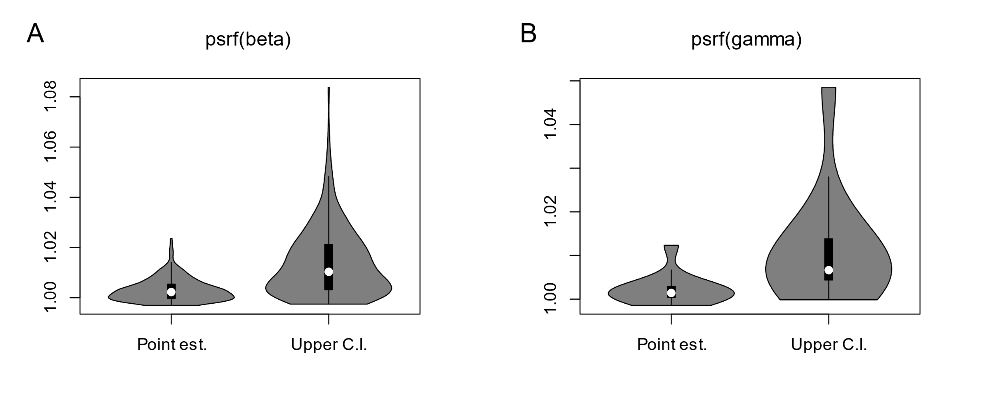 A
psrf(beta)
1.08
1.06
1.04
1.02
1.00
Point est.
Upper C.I.
B
psrf(gamma)
1.04
1.02
1.00
Point est.
Upper C.I.